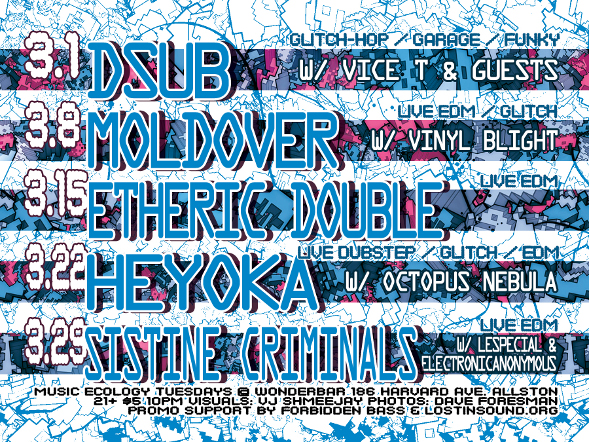 GLITCH-HOP / GARAGE / FUNKY
3.1 DSUB W/ VICE T & GUESTS
LIVE EDM / GLITCH
3.8 MOLDOVER W/ VINYL BLIGHT
LIVE EDM
3.15 ETHERIC DOUBLE
LIVE DUBSTEP / GLITCH / EDM
3.22 HEYOKA W/ OCTOPUS NEBULA
LIVE EDM
3.29 SISTINE CRIMINALS W/ LESPECIAL &
ELECTRONICANONYMOUS
MUSIC ECOLOGY TUESDAYS @ WONDERBAR 186 HARVARD AVE. ALLSTON
21+ @5 10PM VISUALS: VJ SHMEEJAY PHOTOS: DAVE FORESMAN
PROMO SUPPORT BY FORBIDDEN BASS & LOSTINSOUND.ORG